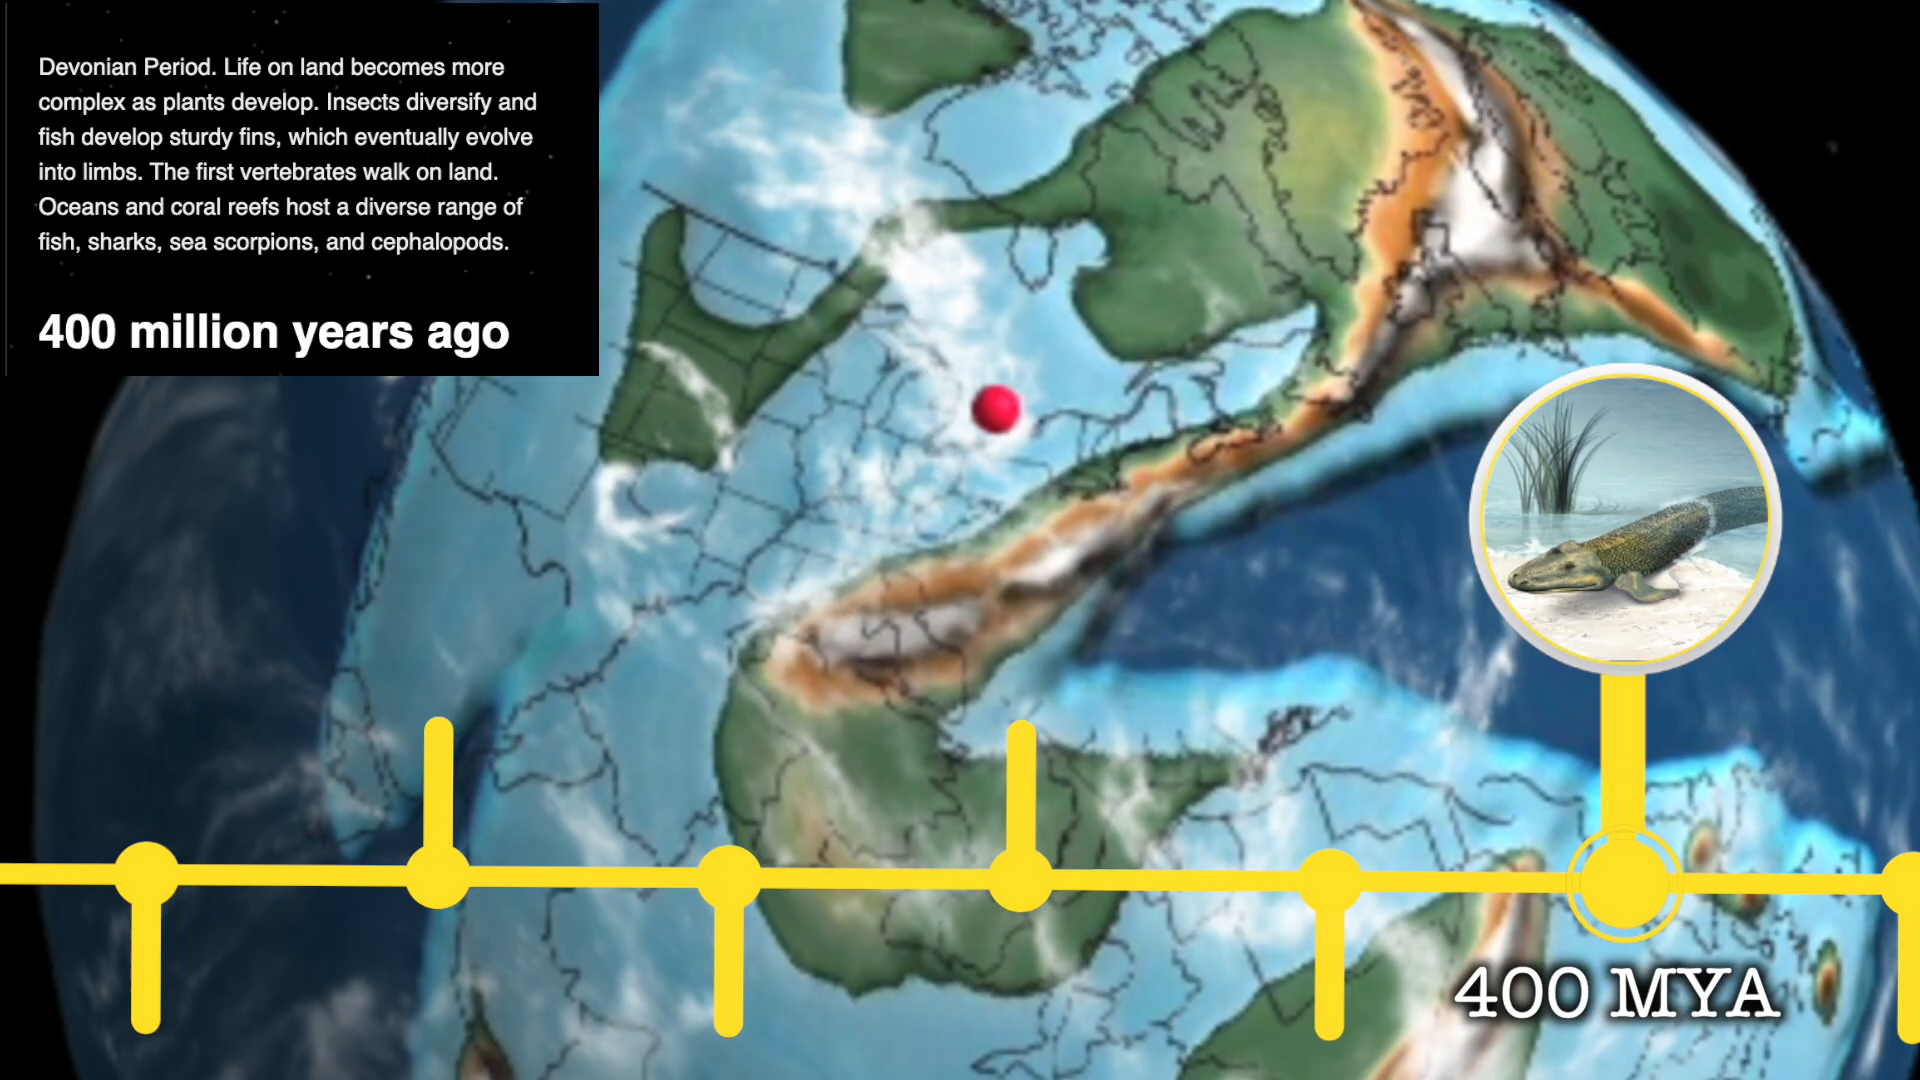 Devonian Period. Life on land becomes more
complex as plants develop. Insects diversify and
fish develop sturdy fins, which eventually evolve
into limbs. The first vertebrates walk on land.
Oceans and coral reefs host a diverse range of
fish, sharks, sea scorpions, and cephalopods.
400 million years ago
400 MYA